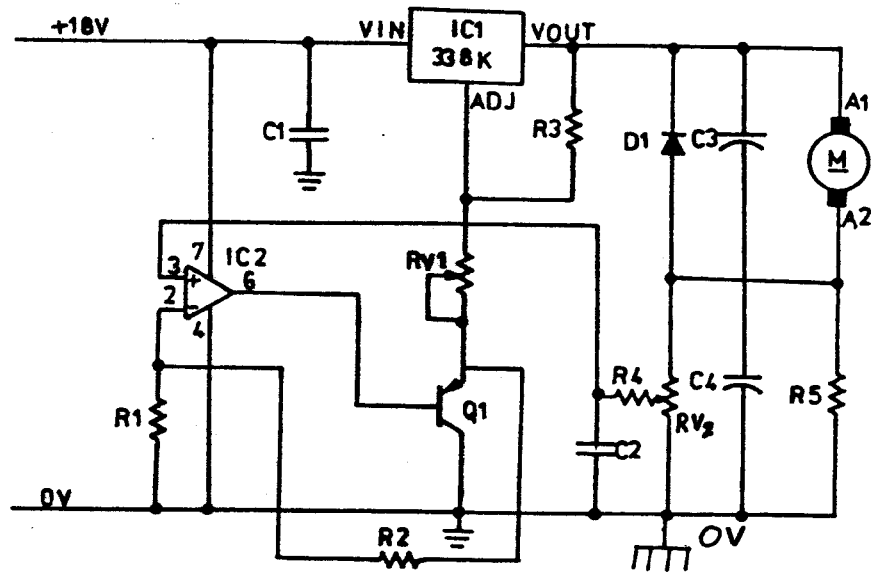 +18V
VIN
IC1
338K
VOUT
ADJ
C1
R3
D1
C3
A1
M
A2
7
IC2
3
+
6
2
-
4
RV1
R1
Q1
R4
RV2
C4
R5
C2
0V
R2
0V